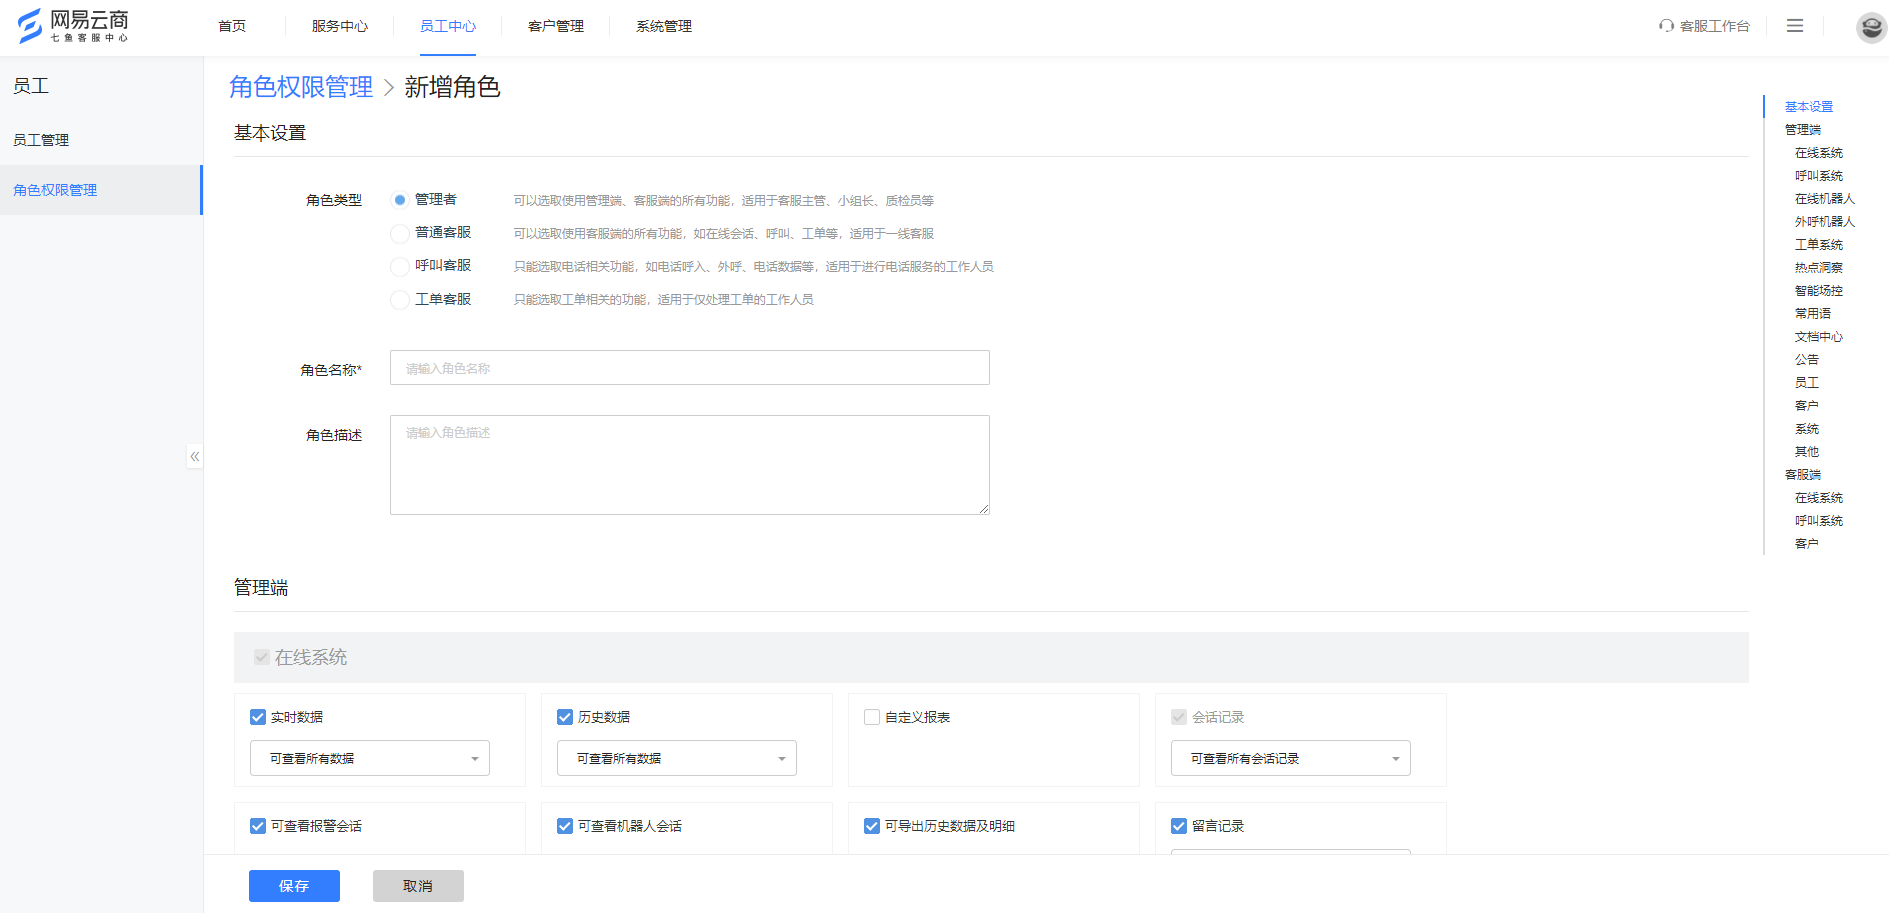 网易云商
七鱼客服中心
首页
服务中心
员工中心
客户管理
系统管理
客服工作台
员工
员工管理
角色权限管理
角色权限管理 > 新增角色
基本设置
角色类型
管理者 可以选取使用管理端、客服端的所有功能，适用于客服主管、小组长、质检员等
普通客服 可以选取使用客服端的所有功能，如在线会话、呼叫、工单等，适用于一线客服
呼叫客服 只能选取电话相关功能，如电话呼入、外呼、电话数据等，适用于进行电话服务的工作人员
工单客服 只能选取工单相关的功能，适用于仅处理工单的工作人员
角色名称*
请输入角色名称
角色描述
请输入角色描述
管理端
在线系统
实时数据
可查看所有数据
历史数据
可查看所有数据
自定义报表
会话记录
可查看所有会话记录
可查看报警会话
可查看机器人会话
可导出历史数据及明细
留言记录
保存
取消
基本设置
管理端
在线系统
呼叫系统
在线机器人
外呼机器人
工单系统
热点洞察
智能场控
常用语
文档中心
公告
员工
客户
系统
其他
客服端
在线系统
呼叫系统
客户